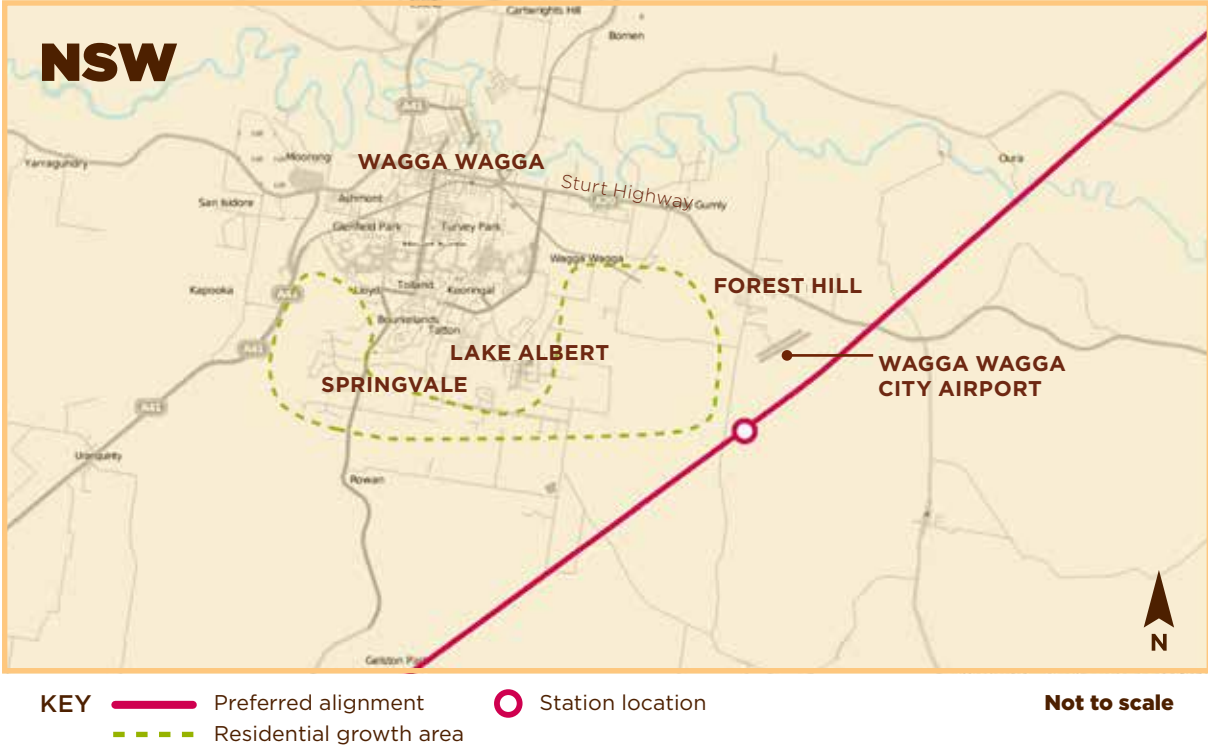 Cartwrights Hill
Bomen
NSW
A41
Yarragundry
Moorong
WAGGA WAGGA
Oura
San Isidore
Ashmont
Sturt Highway
Gumly
Glenfield Park
Turvey Park
Wagga Wagga
Kapooka
Lloyd
Tolland
Kooringal
FOREST HILL
Bourkelands
Tatton
LAKE ALBERT
WAGGA WAGGA
CITY AIRPORT
SPRINGVALE
A41
Uranquinty
Rowan
Gelston Park
N
KEY
Preferred alignment
Station location
Not to scale
Residential growth area